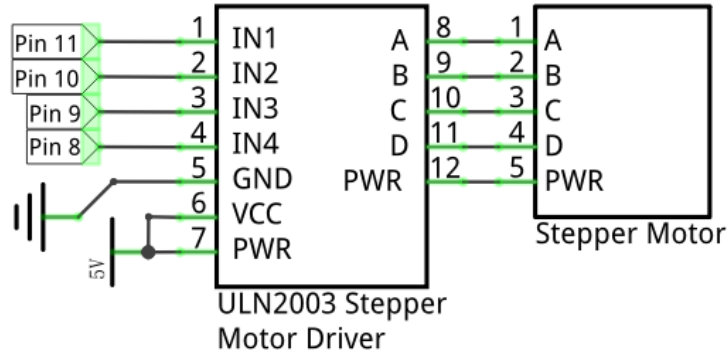 Pin 11 1 IN1 A 8 1 A
Pin 10 2 IN2 B 9 2 B
Pin 9 3 IN3 C 10 3 C
Pin 8 4 IN4 D 11 4 D
5 GND PWR 12 5 PWR
6 VCC
7 PWR
5V
Stepper Motor
ULN2003 Stepper
Motor Driver